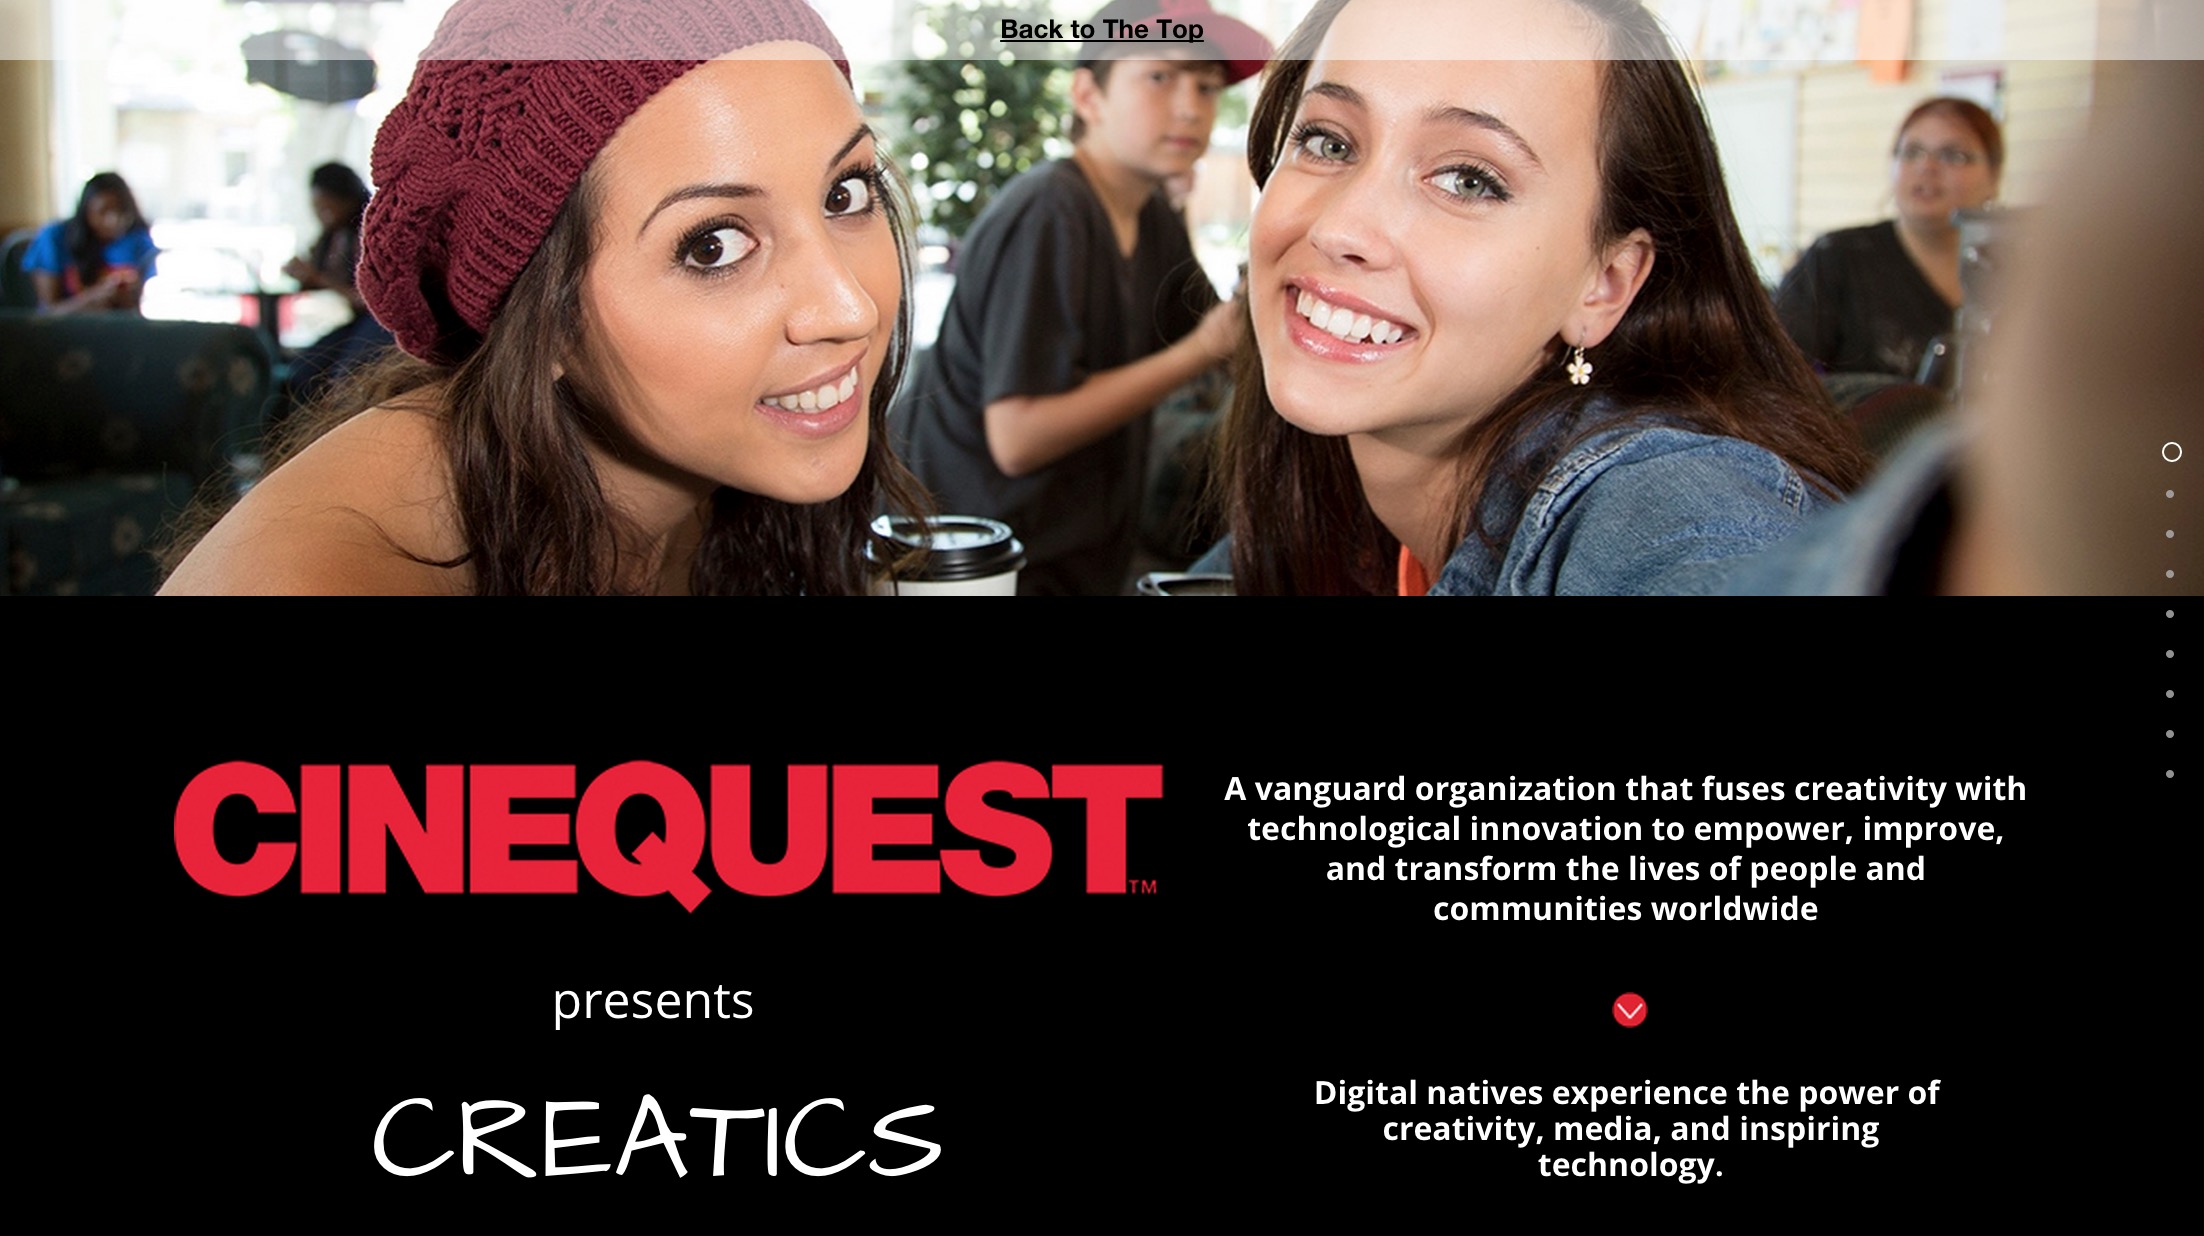 Back to The Top
CINEQUEST™
presents
CREATICS
A vanguard organization that fuses creativity with
technological innovation to empower, improve,
and transform the lives of people and
communities worldwide
Digital natives experience the power of
creativity, media, and inspiring
technology.